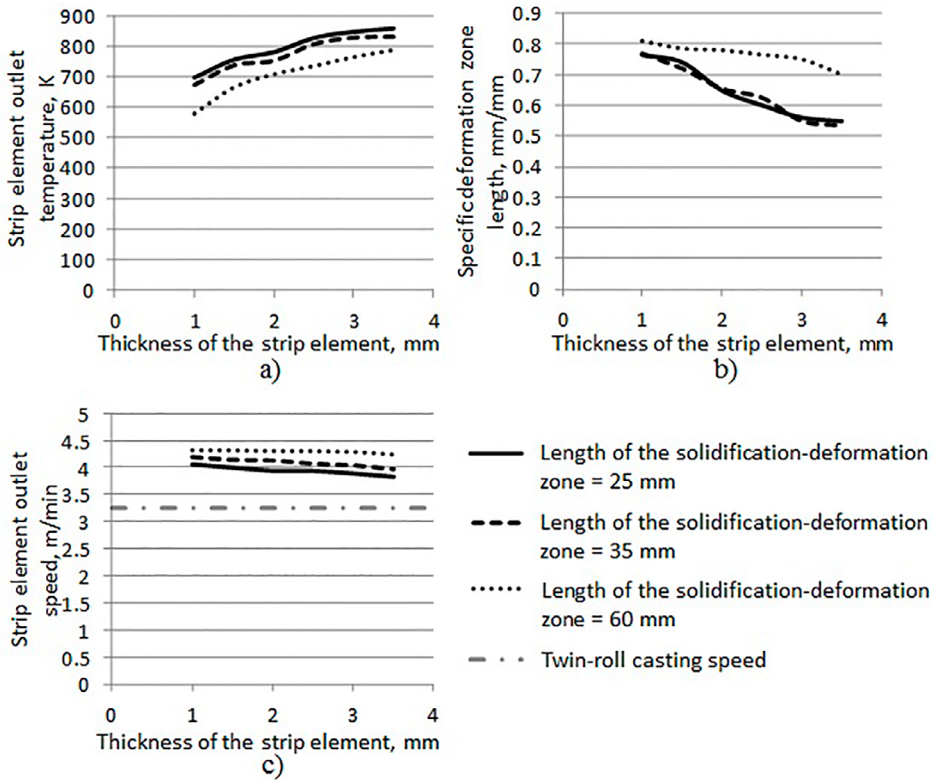 Strip element outlet
temperature, K
900
800
700
600
500
400
300
200
100
0
0 1 2 3 4
Thickness of the strip element, mm
a)
Specific deformation zone
length, mm/mm
0.9
0.8
0.7
0.6
0.5
0.4
0.3
0.2
0.1
0
0 1 2 3 4
Thickness of the strip element, mm
b)
Strip element outlet
speed, m/min
5
4.5
4
3.5
3
2.5
2
1.5
1
0.5
0
0 1 2 3 4
Thickness of the strip element, mm
c)
Length of the solidification-deformation
zone = 25 mm
Length of the solidification-deformation
zone = 35 mm
Length of the solidification-deformation
zone = 60 mm
Twin-roll casting speed